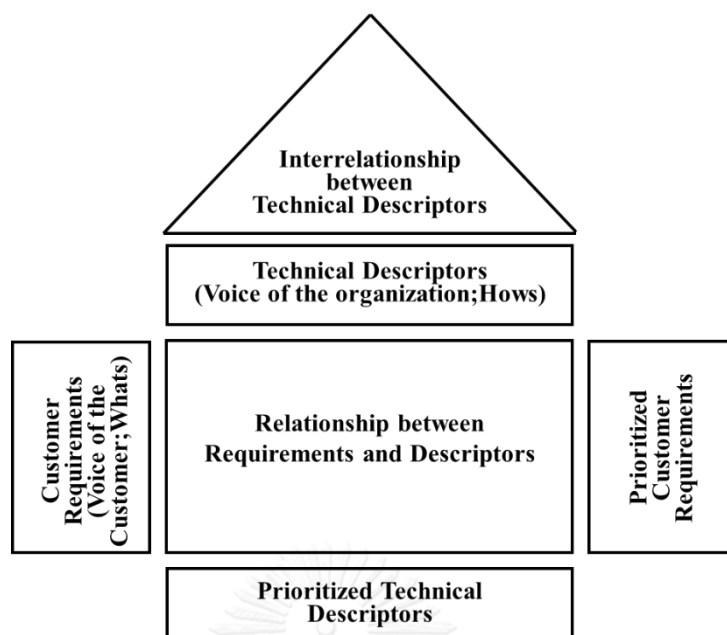 Interrelationship
between
Technical Descriptors
Technical Descriptors
(Voice of the organization;Hows)
Customer
Requirements
(Voice of the
Customer;Whats)
Relationship between
Requirements and Descriptors
Prioritized
Customer
Requirements
Prioritized Technical
Descriptors